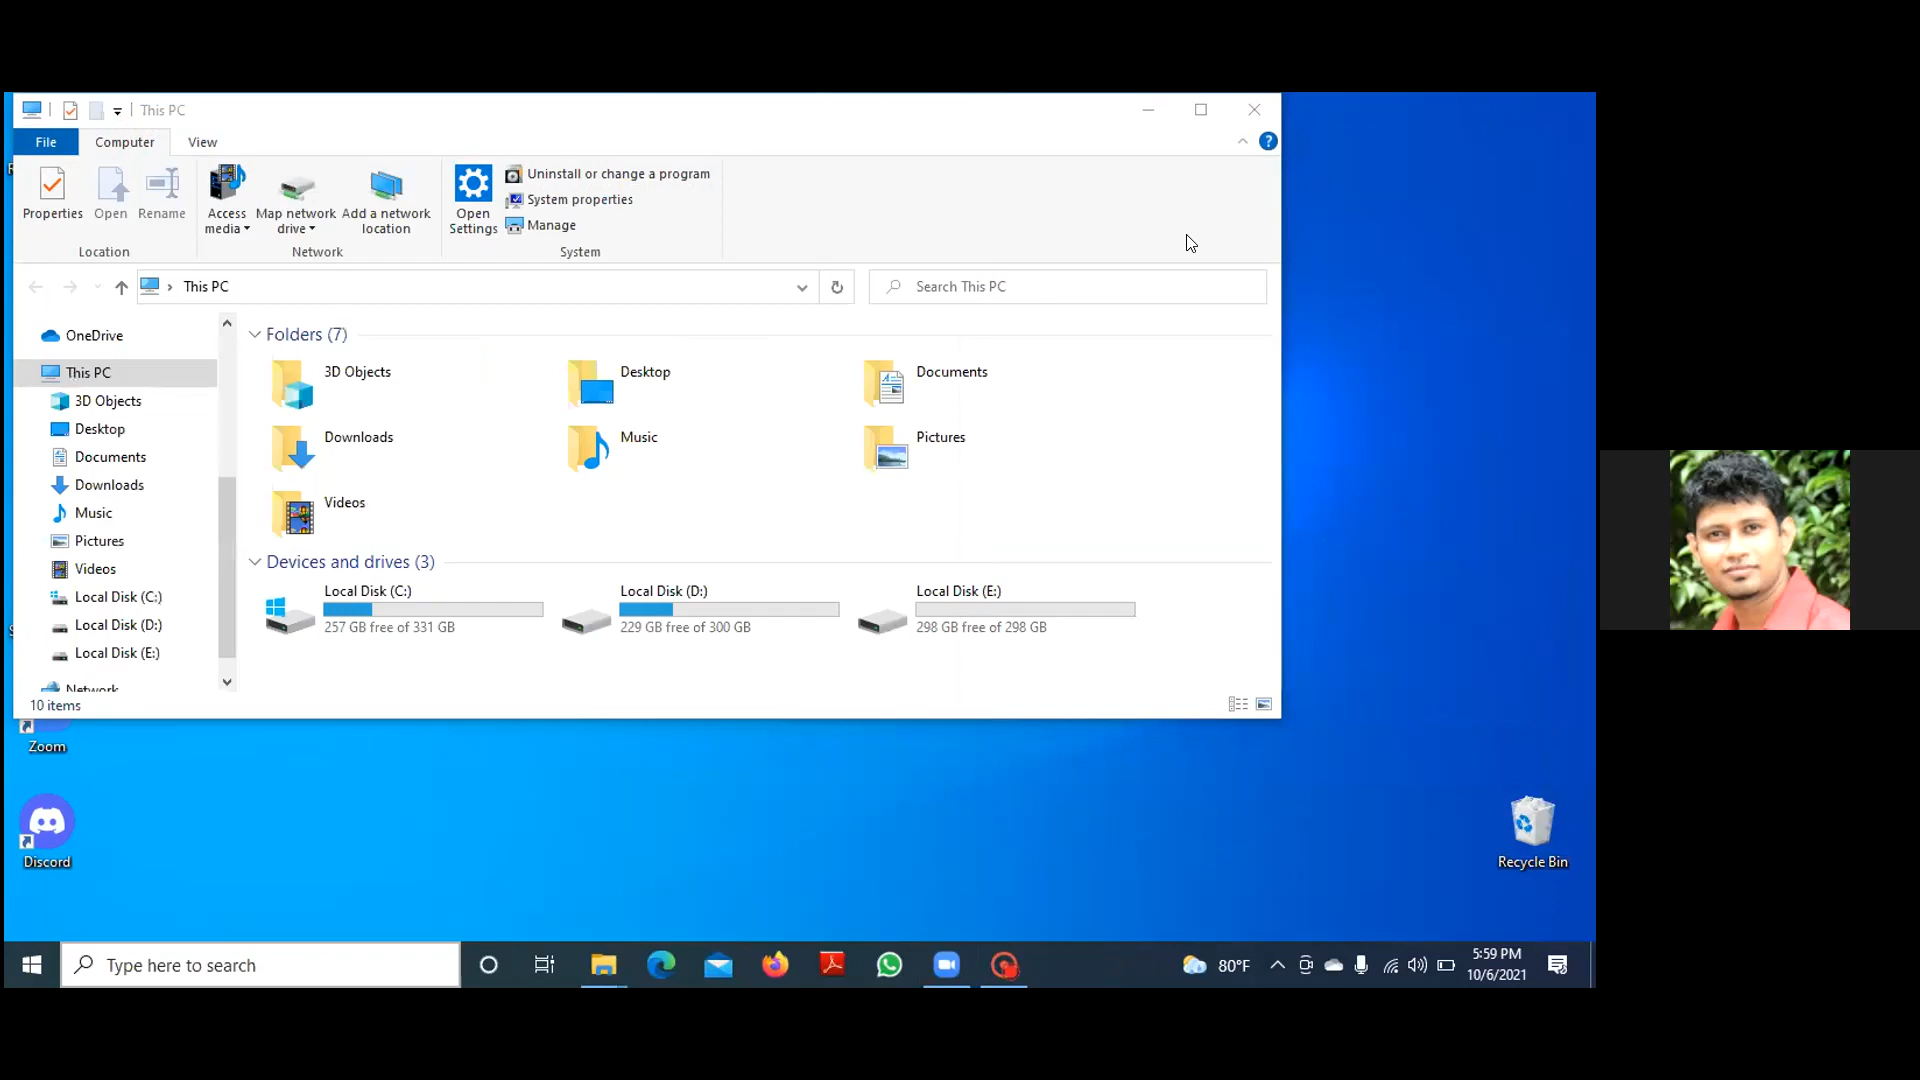 This PC
File Computer View
Uninstall or change a program
System properties
Manage
Properties Open Rename
Access media
Map network drive
Add a network location
Open Settings
Location Network System
This PC
Search This PC
OneDrive
This PC
3D Objects
Desktop
Documents
Downloads
Music
Pictures
Videos
Local Disk (C:)
Local Disk (D:)
Local Disk (E:)
Network
Folders (7)
3D Objects
Desktop
Documents
Downloads
Music
Pictures
Videos
Devices and drives (3)
Local Disk (C:)
257 GB free of 331 GB
Local Disk (D:)
229 GB free of 300 GB
Local Disk (E:)
298 GB free of 298 GB
10 items
Zoom
Discord
Recycle Bin
Type here to search
80°F
5:59 PM
10/6/2021